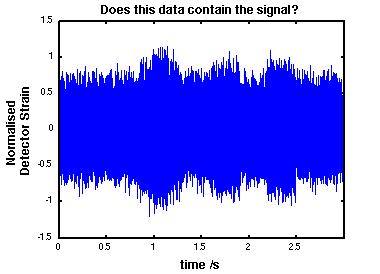 Does this data contain the signal?
1.5
1
0.5
0
-0.5
-1
-1.5
Normalised
Detector Strain
0 0.5 1 1.5 2 2.5
time /s